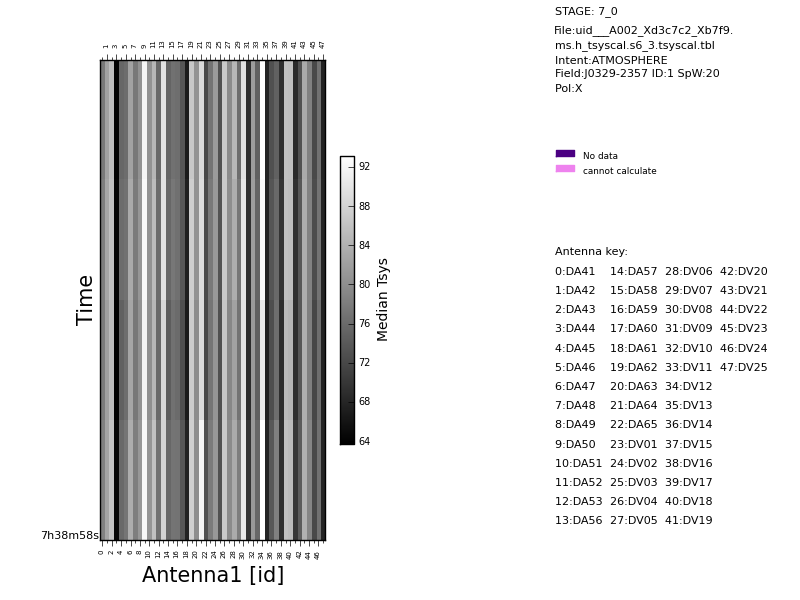 STAGE: 7_0
File:uid___A002_Xd3c7c2_Xb7f9.
ms.h_tsyscal.s6_3.tsyscal.tbl
Intent:ATMOSPHERE
Field:J0329-2357 ID:1 SpW:20
Pol:X
1 3 5 7 9 11 13 15 17 19 21 23 25 27 29 31 33 35 37 39 41 43 45 47
No data
cannot calculate
92
88
84
80
76
72
68
64
Median Tsys
Time
7h38m58s
0 2 4 6 8 10 12 14 16 18 20 22 24 26 28 30 32 34 36 38 40 42 44 46
Antenna1 [id]
Antenna key:
0:DA41 14:DA57 28:DV06 42:DV20
1:DA42 15:DA58 29:DV07 43:DV21
2:DA43 16:DA59 30:DV08 44:DV22
3:DA44 17:DA60 31:DV09 45:DV23
4:DA45 18:DA61 32:DV10 46:DV24
5:DA46 19:DA62 33:DV11 47:DV25
6:DA47 20:DA63 34:DV12
7:DA48 21:DA64 35:DV13
8:DA49 22:DA65 36:DV14
9:DA50 23:DV01 37:DV15
10:DA51 24:DV02 38:DV16
11:DA52 25:DV03 39:DV17
12:DA53 26:DV04 40:DV18
13:DA56 27:DV05 41:DV19